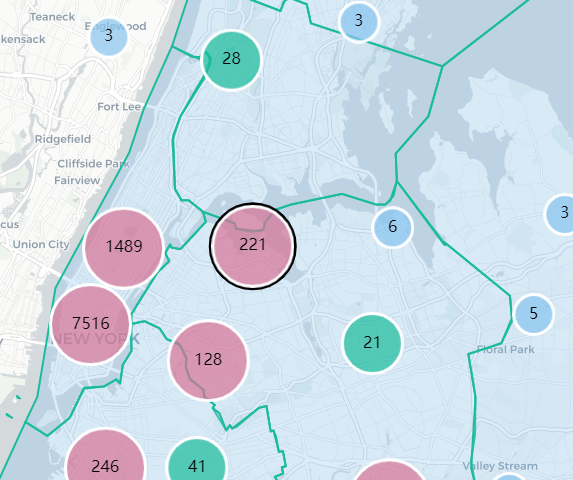 Teaneck
Englewood
ckensack
3
28
3
Fort Lee
Ridgefield
Cliffside Park
Fairview
cus
Union City
1489
221
6
3
7516
NEW YORK
128
21
5
Floral Park
246
41
Valley Stream